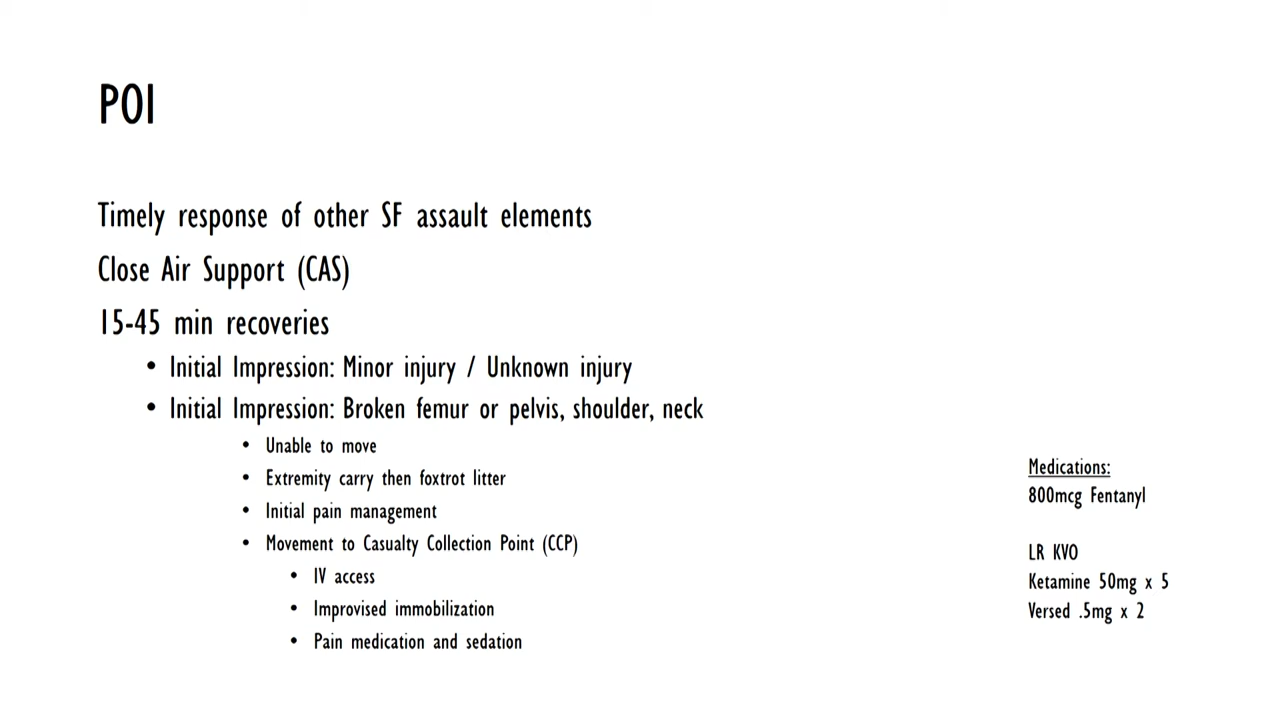 POI
Timely response of other SF assault elements
Close Air Support (CAS)
15-45 min recoveries
• Initial Impression: Minor injury / Unknown injury
• Initial Impression: Broken femur or pelvis, shoulder, neck
• Unable to move
• Extremity carry then foxtrot litter
• Initial pain management
• Movement to Casualty Collection Point (CCP)
• IV access
• Improvised immobilization
• Pain medication and sedation
Medications:
800mcg Fentanyl
LR KVO
Ketamine 50mg x 5
Versed .5mg x 2